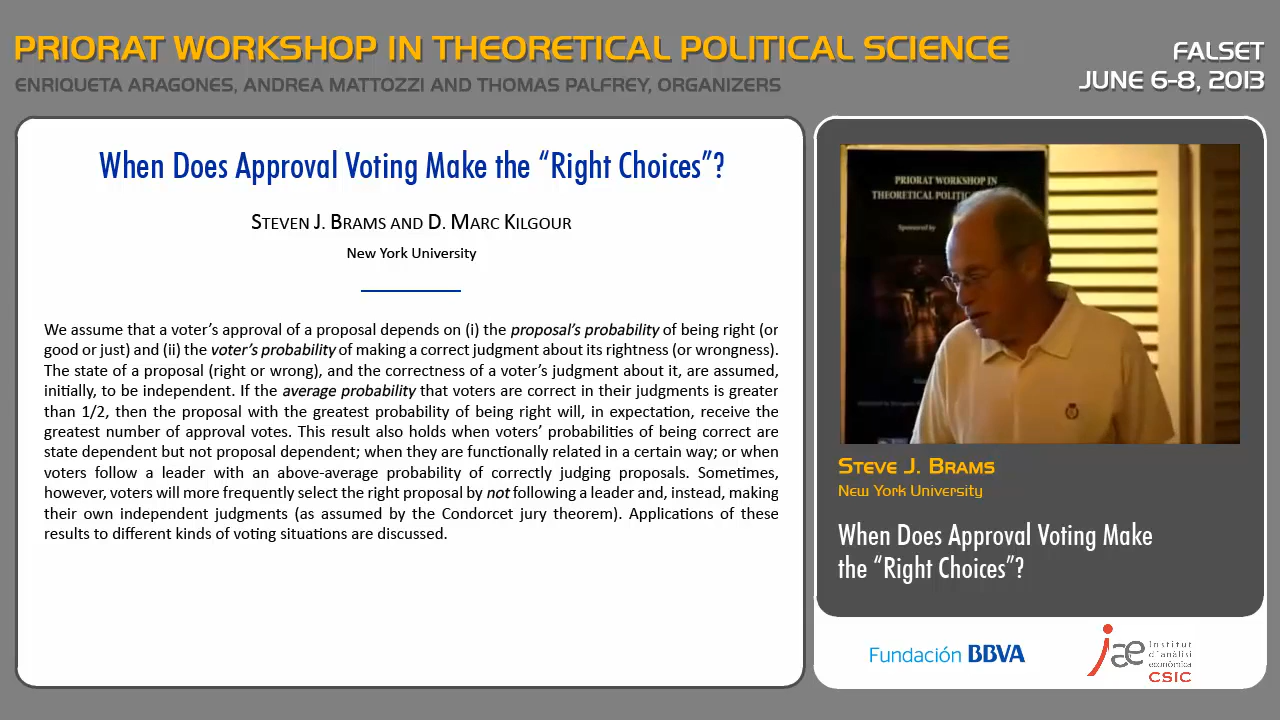 PRIORAT WORKSHOP IN THEORETICAL POLITICAL SCIENCE
ENRIQUETA ARAGONES, ANDREA MATTOZZI AND THOMAS PALFREY, ORGANIZERS
FALSET
JUNE 6-8, 2013
When Does Approval Voting Make the “Right Choices”?
STEVEN J. BRAMS AND D. MARC KILGOUR
New York University
We assume that a voter’s approval of a proposal depends on (i) the proposal’s probability of being right (or
good or just) and (ii) the voter’s probability of making a correct judgment about its rightness (or wrongness).
The state of a proposal (right or wrong), and the correctness of a voter’s judgment about it, are assumed,
initially, to be independent. If the average probability that voters are correct in their judgments is greater
than 1/2, then the proposal with the greatest probability of being right will, in expectation, receive the
greatest number of approval votes. This result also holds when voters’ probabilities of being correct are
state dependent but not proposal dependent; when they are functionally related in a certain way; or when
voters follow a leader with an above-average probability of correctly judging proposals. Sometimes,
however, voters will more frequently select the right proposal by not following a leader and, instead, making
their own independent judgments (as assumed by the Condorcet jury theorem). Applications of these
results to different kinds of voting situations are discussed.
PRIORAT WORKSHOP IN
THEORETICAL
Sponsored by
STEVE J. BRAMS
New York University
When Does Approval Voting Make
the “Right Choices”?
Fundación BBVA
iae
Institut
d'anàlisi
econòmica
CSIC